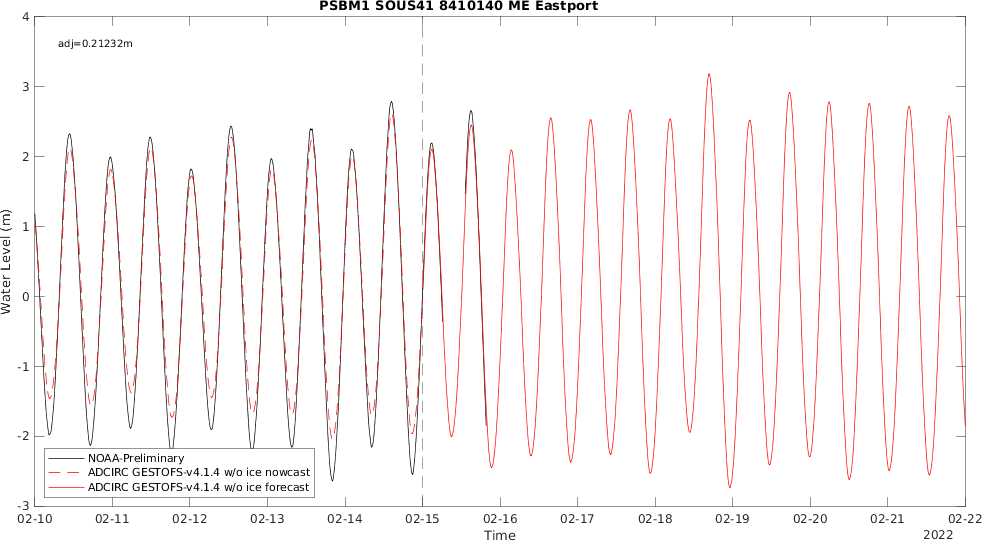 PSBM1 SOUS41 8410140 ME Eastport
adj=0.21232m
Water Level (m)
4
3
2
1
0
-1
-2
-3
NOAA-Preliminary
ADCIRC GESTOFS-v4.1.4 w/o ice nowcast
ADCIRC GESTOFS-v4.1.4 w/o ice forecast
02-10 02-11 02-12 02-13 02-14 02-15 02-16 02-17 02-18 02-19 02-20 02-21 02-22
Time
2022